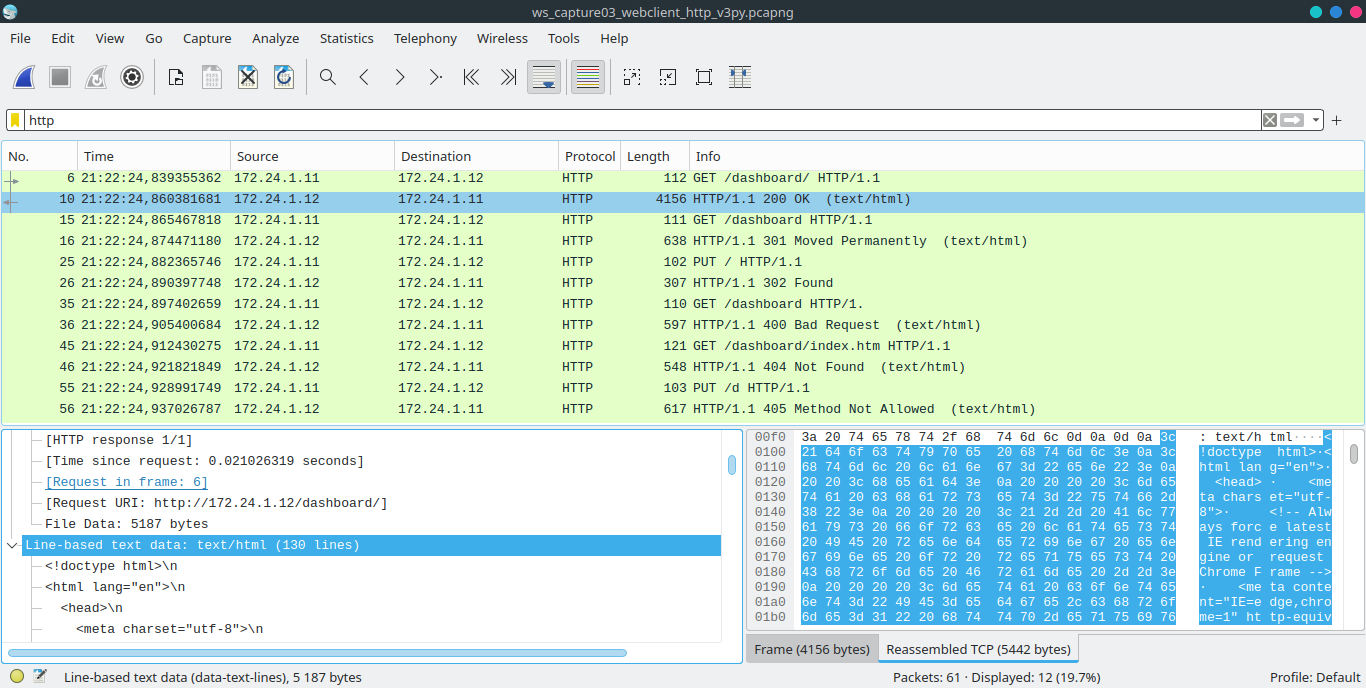 ws_capture03_webclient_http_v3py.pcapng
File Edit View Go Capture Analyze Statistics Telephony Wireless Tools Help
http
No. Time Source Destination Protocol Length Info
6 21:22:24,839355362 172.24.1.11 172.24.1.12 HTTP 112 GET /dashboard/ HTTP/1.1
10 21:22:24,860381681 172.24.1.12 172.24.1.11 HTTP 4156 HTTP/1.1 200 OK (text/html)
15 21:22:24,865467818 172.24.1.11 172.24.1.12 HTTP 111 GET /dashboard HTTP/1.1
16 21:22:24,874471180 172.24.1.12 172.24.1.11 HTTP 638 HTTP/1.1 301 Moved Permanently (text/html)
25 21:22:24,882365746 172.24.1.11 172.24.1.12 HTTP 102 PUT / HTTP/1.1
26 21:22:24,890397748 172.24.1.12 172.24.1.11 HTTP 307 HTTP/1.1 302 Found
35 21:22:24,897402659 172.24.1.11 172.24.1.12 HTTP 110 GET /dashboard HTTP/1.
36 21:22:24,905400684 172.24.1.12 172.24.1.11 HTTP 597 HTTP/1.1 400 Bad Request (text/html)
45 21:22:24,912430275 172.24.1.11 172.24.1.12 HTTP 121 GET /dashboard/index.htm HTTP/1.1
46 21:22:24,921821849 172.24.1.12 172.24.1.11 HTTP 548 HTTP/1.1 404 Not Found (text/html)
55 21:22:24,928991749 172.24.1.11 172.24.1.12 HTTP 103 PUT /d HTTP/1.1
56 21:22:24,937026787 172.24.1.12 172.24.1.11 HTTP 617 HTTP/1.1 405 Method Not Allowed (text/html)
[HTTP response 1/1]
[Time since request: 0.021026319 seconds]
[Request in frame: 6]
[Request URI: http://172.24.1.12/dashboard/]
File Data: 5187 bytes
Line-based text data: text/html (130 lines)
<!doctype html>\n
<html lang="en">\n
<head>\n
<meta charset="utf-8">\n
00f0 3a 20 74 65 78 74 2f 68 74 6d 6c 0d 0a 0d 0a 3c : text/h tml····<
0100 21 64 6f 63 74 79 70 65 20 68 74 6d 6c 3e 0a 3c !doctype html>·<
0110 68 74 6d 6c 20 6c 61 6e 67 3d 22 65 6e 22 3e 0a html lan g="en">·
0120 20 20 3c 68 65 61 64 3e 0a 20 20 20 20 3c 6d 65 <head> · <me
0130 74 61 20 63 68 61 72 73 65 74 3d 22 75 74 66 2d ta chars et="utf-
0140 38 22 3e 0a 20 20 20 20 3c 21 2d 2d 20 41 6c 77 8">· <!-- Alw
0150 61 79 73 20 66 6f 72 63 65 20 6c 61 74 65 73 74 ays forc e latest
0160 20 49 45 20 72 65 6e 64 65 72 69 6e 67 20 65 6e IE rend ering en
0170 67 69 6e 65 20 6f 72 20 72 65 71 75 65 73 74 20 gine or request
0180 43 68 72 6f 6d 65 20 46 72 61 6d 65 20 2d 2d 3e Chrome F rame -->
0190 0a 20 20 20 20 3c 6d 65 74 61 20 63 6f 6e 74 65 · <me ta conte
01a0 6e 74 3d 22 49 45 3d 65 64 67 65 2c 63 68 72 6f nt="IE=e dge,chro
01b0 6d 65 3d 31 22 20 68 74 74 70 2d 65 71 75 69 76 me=1" ht tp-equiv
Frame (4156 bytes) Reassembled TCP (5442 bytes)
Line-based text data (data-text-lines), 5 187 bytes Packets: 61 · Displayed: 12 (19.7%) Profile: Default